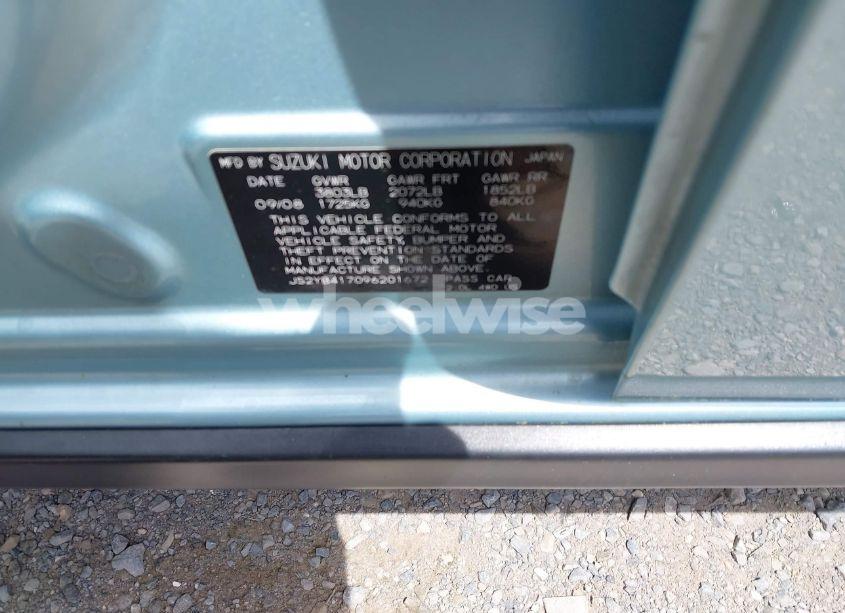 MFD BY SUZUKI MOTOR CORPORATION JAPAN
DATE GVWR GAWR FRT GAWR RR
3803LB 2072LB 1852LB
09/08 1725KG 940KG 840KG
THIS VEHICLE CONFORMS TO ALL
APPLICABLE FEDERAL MOTOR
VEHICLE SAFETY, BUMPER AND
THEFT PREVENTION STANDARDS
IN EFFECT ON THE DATE OF
MANUFACTURE SHOWN ABOVE.
JS2YB417096201672 PASS CAR
4WD
wheelwise